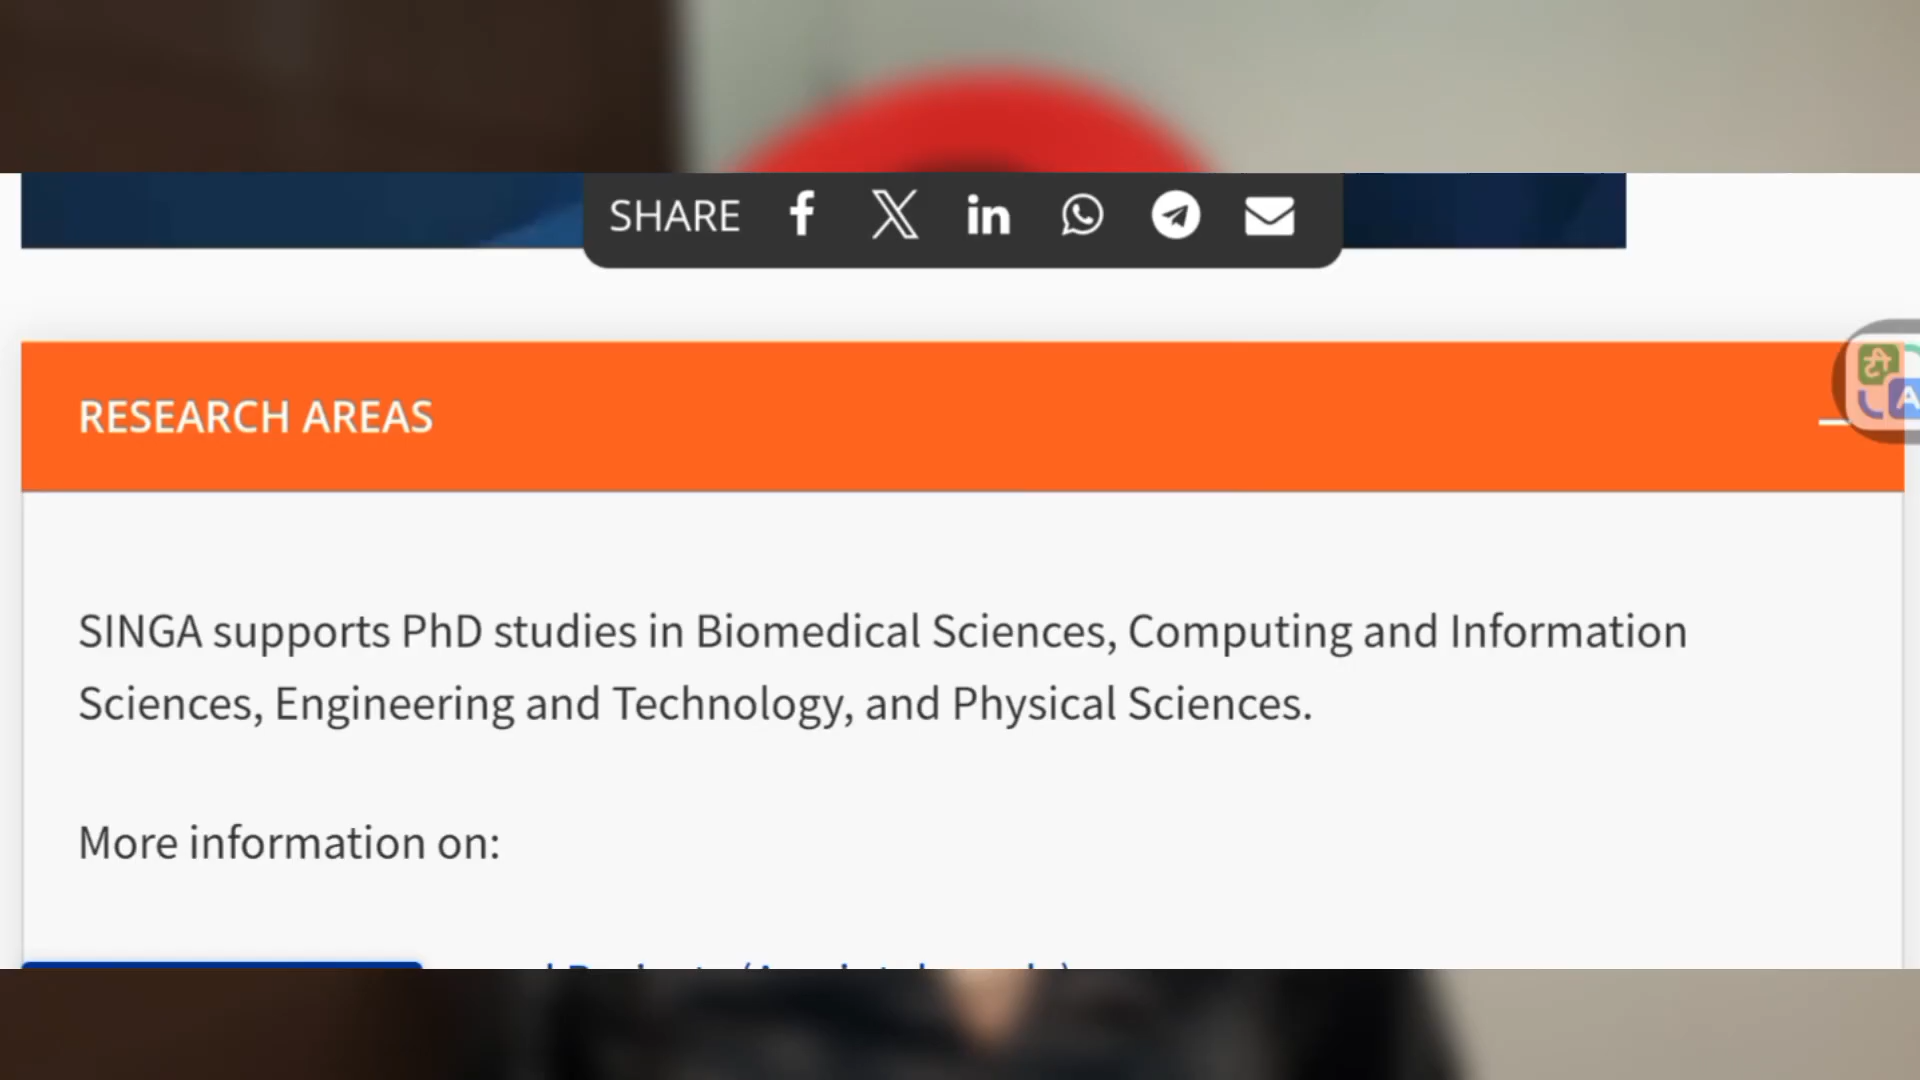 SHARE
RESEARCH AREAS
SINGA supports PhD studies in Biomedical Sciences, Computing and Information
Sciences, Engineering and Technology, and Physical Sciences.
More information on: